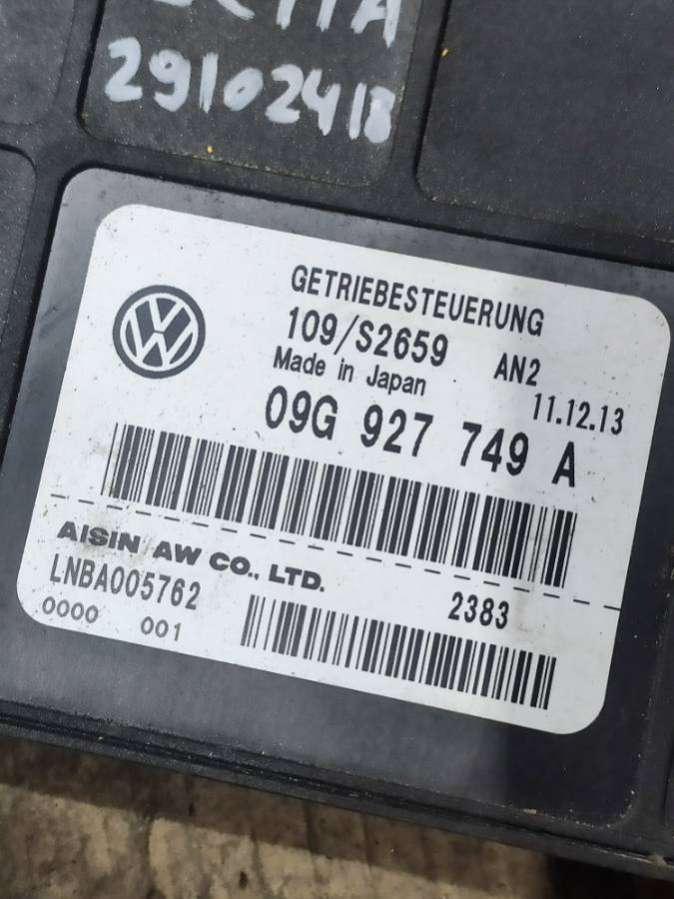 29102418
GETRIEBESTEUERUNG
109/S2659 AN2
Made in Japan 11.12.13
09G 927 749 A
AISIN AW CO., LTD.
LNBA005762 2383
0000 001